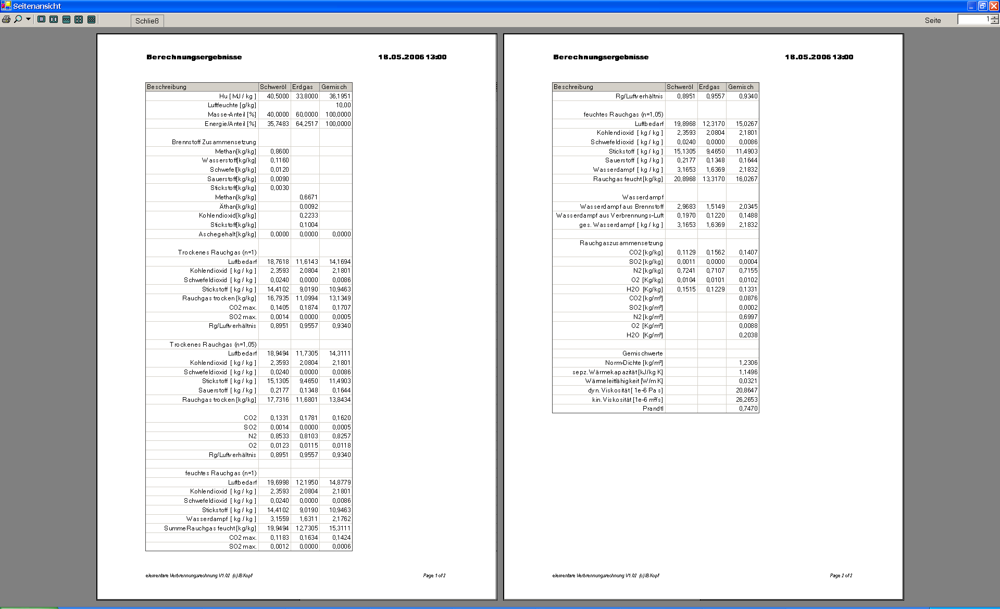 Seitenansicht
Schließ
Seite 1
Berechnungsergebnisse 18.05.2006 13:00
Beschreibung Schweröl Erdgas Gemisch
Hu [ MJ / kg ] 40,5000 33,8000 36,1951
Luftfeuchte [g/kg] 10,00
Masse-Anteil [%] 40,0000 60,0000 100,0000
Energie/Anteil [%] 35,7483 64,2517 100,0000
Brennstoff Zusammensetzung
Methan[kg/kg] 0,8600
Wasserstoff[kg/kg] 0,1160
Schwefel[kg/kg] 0,0120
Sauerstoff[kg/kg] 0,0090
Stickstoff[kg/kg] 0,0030
Methan[kg/kg] 0,6671
Äthan[kg/kg] 0,0092
Kohlendioxid[kg/kg] 0,2233
Stickstoff[kg/kg] 0,1004
Aschegehalt[kg/kg] 0,0000 0,0000 0,0000
Trockenes Rauchgas (n=1)
Luftbedarf 18,7618 11,6143 14,1694
Kohlendioxid [ kg / kg ] 2,3593 2,0804 2,1801
Schwefeldioxid [ kg / kg ] 0,0240 0,0000 0,0086
Stickstoff [ kg / kg ] 14,4102 9,0190 10,9463
Rauchgas trocken [kg/kg] 16,7935 11,0994 13,1349
CO2 max. 0,1405 0,1874 0,1707
SO2 max. 0,0014 0,0000 0,0005
Rg/Luftverhältnis 0,8951 0,9557 0,9340
Trockenes Rauchgas (n=1,05)
Luftbedarf 18,9494 11,7305 14,3111
Kohlendioxid [ kg / kg ] 2,3593 2,0804 2,1801
Schwefeldioxid [ kg / kg ] 0,0240 0,0000 0,0086
Stickstoff [ kg / kg ] 15,1305 9,4650 11,4903
Sauerstoff [ kg / kg ] 0,2177 0,1348 0,1644
Rauchgas trocken [kg/kg] 17,7316 11,6801 13,8434
CO2 0,1331 0,1781 0,1620
SO2 0,0014 0,0000 0,0005
N2 0,8533 0,8103 0,8257
O2 0,0123 0,0115 0,0118
Rg/Luftverhältnis 0,8951 0,9557 0,9340
feuchtes Rauchgas (n=1)
Luftbedarf 19,6998 12,1950 14,8779
Kohlendioxid [ kg / kg ] 2,3593 2,0804 2,1801
Schwefeldioxid [ kg / kg ] 0,0240 0,0000 0,0086
Stickstoff [ kg / kg ] 14,4102 9,0190 10,9463
Wasserdampf [ kg / kg ] 3,1559 1,6311 2,1762
Summe Rauchgas feucht[kg/kg] 19,9494 12,7305 15,3111
CO2 max. 0,1183 0,1634 0,1424
SO2 max. 0,0012 0,0000 0,0006
elementare Verbrennungsrechnung V1.02 (c) IB Kopf Page 1 of 2
Berechnungsergebnisse 18.05.2006 13:00
Beschreibung Schweröl Erdgas Gemisch
Rg/Luftverhältnis 0,8951 0,9557 0,9340
feuchtes Rauchgas (n=1,05)
Luftbedarf 19,8968 12,3170 15,0267
Kohlendioxid [ kg / kg ] 2,3593 2,0804 2,1801
Schwefeldioxid [ kg / kg ] 0,0240 0,0000 0,0086
Stickstoff [ kg / kg ] 15,1305 9,4650 11,4903
Sauerstoff [ kg / kg ] 0,2177 0,1348 0,1644
Wasserdampf [ kg / kg ] 3,1653 1,6369 2,1832
Rauchgas feucht[kg/kg] 20,8968 13,3170 16,0267
Wasserdampf
Wasserdampf aus Brennstoff 2,9683 1,5149 2,0345
Wasserdampf aus Verbrennungs-Luft 0,1970 0,1220 0,1488
ges. Wasserdampf [ kg / kg ] 3,1653 1,6369 2,1832
Rauchgaszusammensetzung
CO2 [kg/kg] 0,1129 0,1562 0,1407
SO2 [kg/kg] 0,0011 0,0000 0,0004
N2 [kg/kg] 0,7241 0,7107 0,7155
O2 [Kg/kg] 0,0104 0,0101 0,0102
H2O [Kg/kg] 0,1515 0,1229 0,1331
CO2 [kg/m³] 0,0876
SO2 [kg/m³] 0,0002
N2 [kg/m³] 0,6997
O2 [Kg/m³] 0,0088
H2O [Kg/m³] 0,2038
Gemischwerte
Norm-Dichte [kg/m³] 1,2306
sepz. Wärmekapazität [kJ/kg K] 1,1496
Wärmeleitfähigkeit [W/m K] 0,0321
dyn. Viskosität [ 1e-6 Pa s] 20,8647
kin. Viskosität [1e-6 m²/s] 26,2653
Prandtl 0,7470
elementare Verbrennungsrechnung V1.02 (c) IB Kopf Page 2 of 2